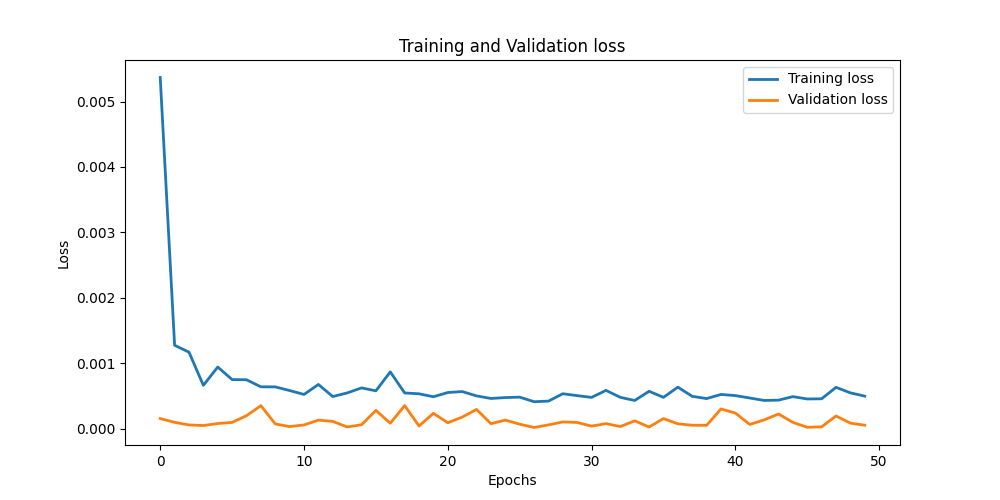 Training and Validation loss
Training loss
Validation loss
0.005
0.004
0.003
0.002
0.001
0.000
Loss
0 10 20 30 40 50
Epochs